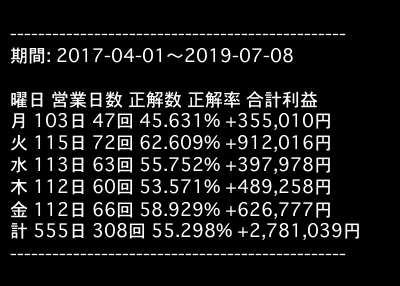 ------------------------------------------------
期間: 2017-04-01〜2019-07-08
曜日 営業日数 正解数 正解率 合計利益
月 103日 47回 45.631% +355,010円
火 115日 72回 62.609% +912,016円
水 113日 63回 55.752% +397,978円
木 112日 60回 53.571% +489,258円
金 112日 66回 58.929% +626,777円
計 555日 308回 55.298% +2,781,039円
------------------------------------------------